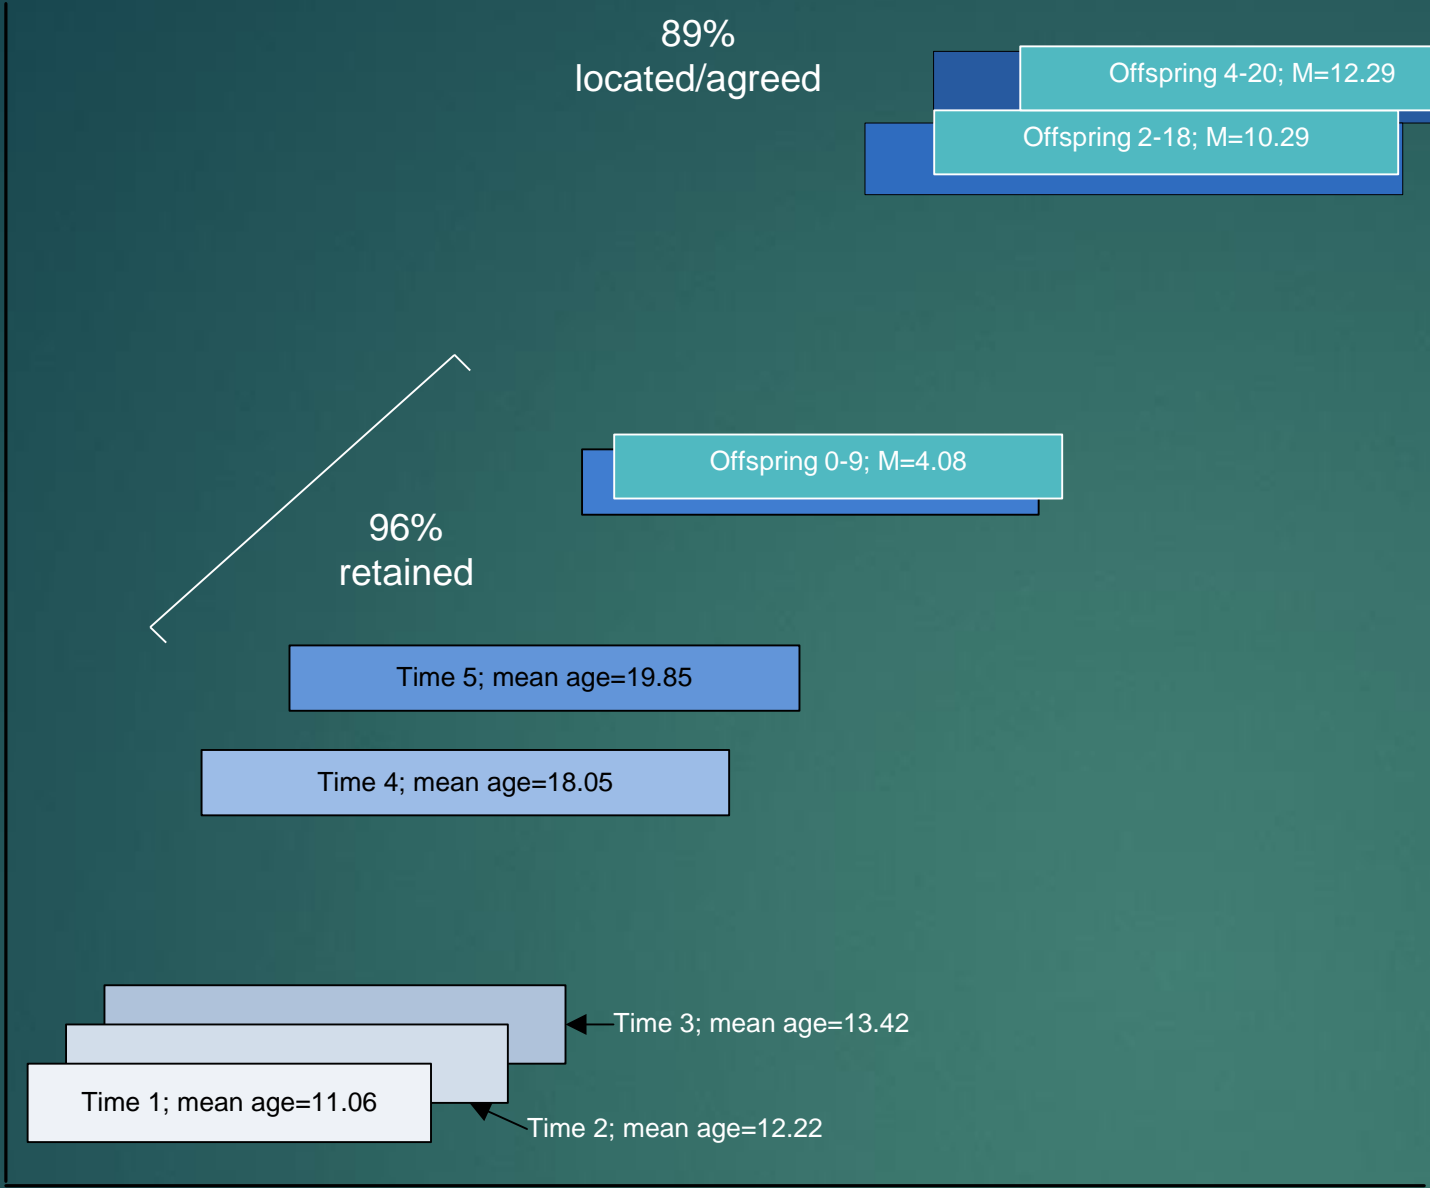 89%
located/agreed
Offspring 4-20; M=12.29
Offspring 2-18; M=10.29
Offspring 0-9; M=4.08
96%
retained
Time 5; mean age=19.85
Time 4; mean age=18.05
Time 3; mean age=13.42
Time 1; mean age=11.06
Time 2; mean age=12.22